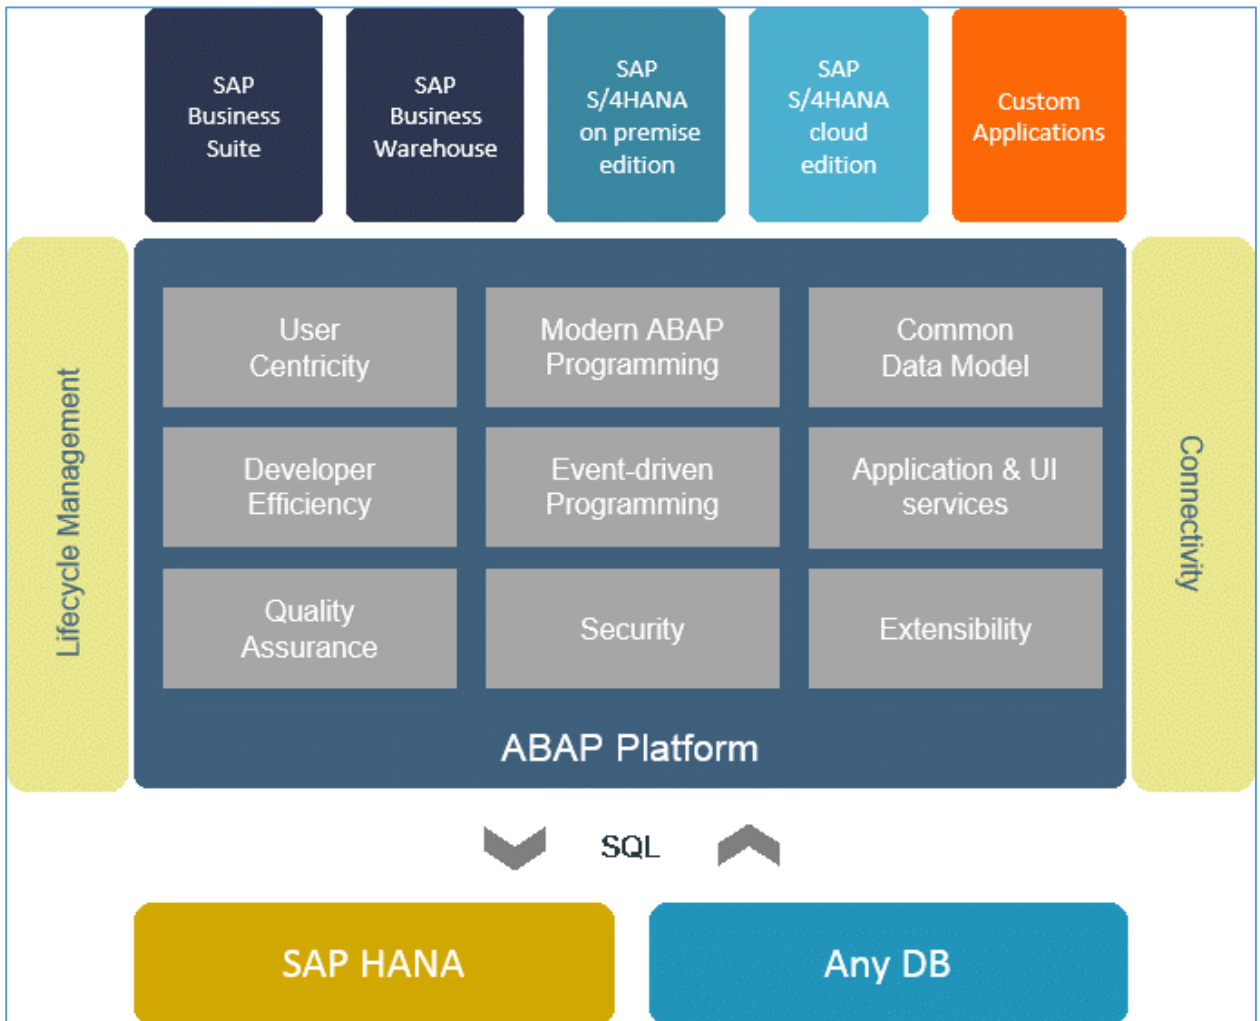 SAP
Business
Suite
SAP
Business
Warehouse
SAP
S/4HANA
on premise
edition
SAP
S/4HANA
cloud
edition
Custom
Applications
Lifecycle Management
User
Centricity
Modern ABAP
Programming
Common
Data Model
Developer
Efficiency
Event-driven
Programming
Application & UI
services
Quality
Assurance
Security
Extensibility
ABAP Platform
Connectivity
SQL
SAP HANA
Any DB